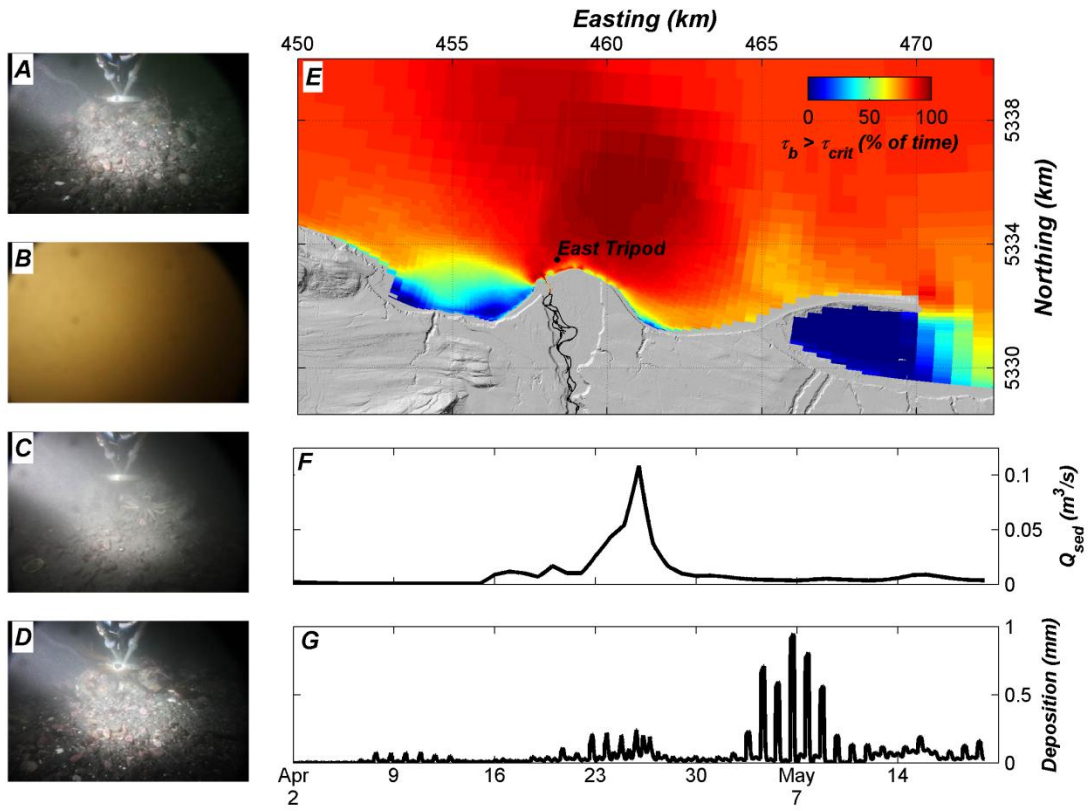 Easting (km)
450 455 460 465 470
A
E
0 50 100
τb > τcrit (% of time)
5338
East Tripod
5334
Northing (km)
5330
B
C
F
0.1
0.05
0
Qsed (m3/s)
D
G
1
0.5
0
Deposition (mm)
Apr 9 16 23 30 May 14
2 7